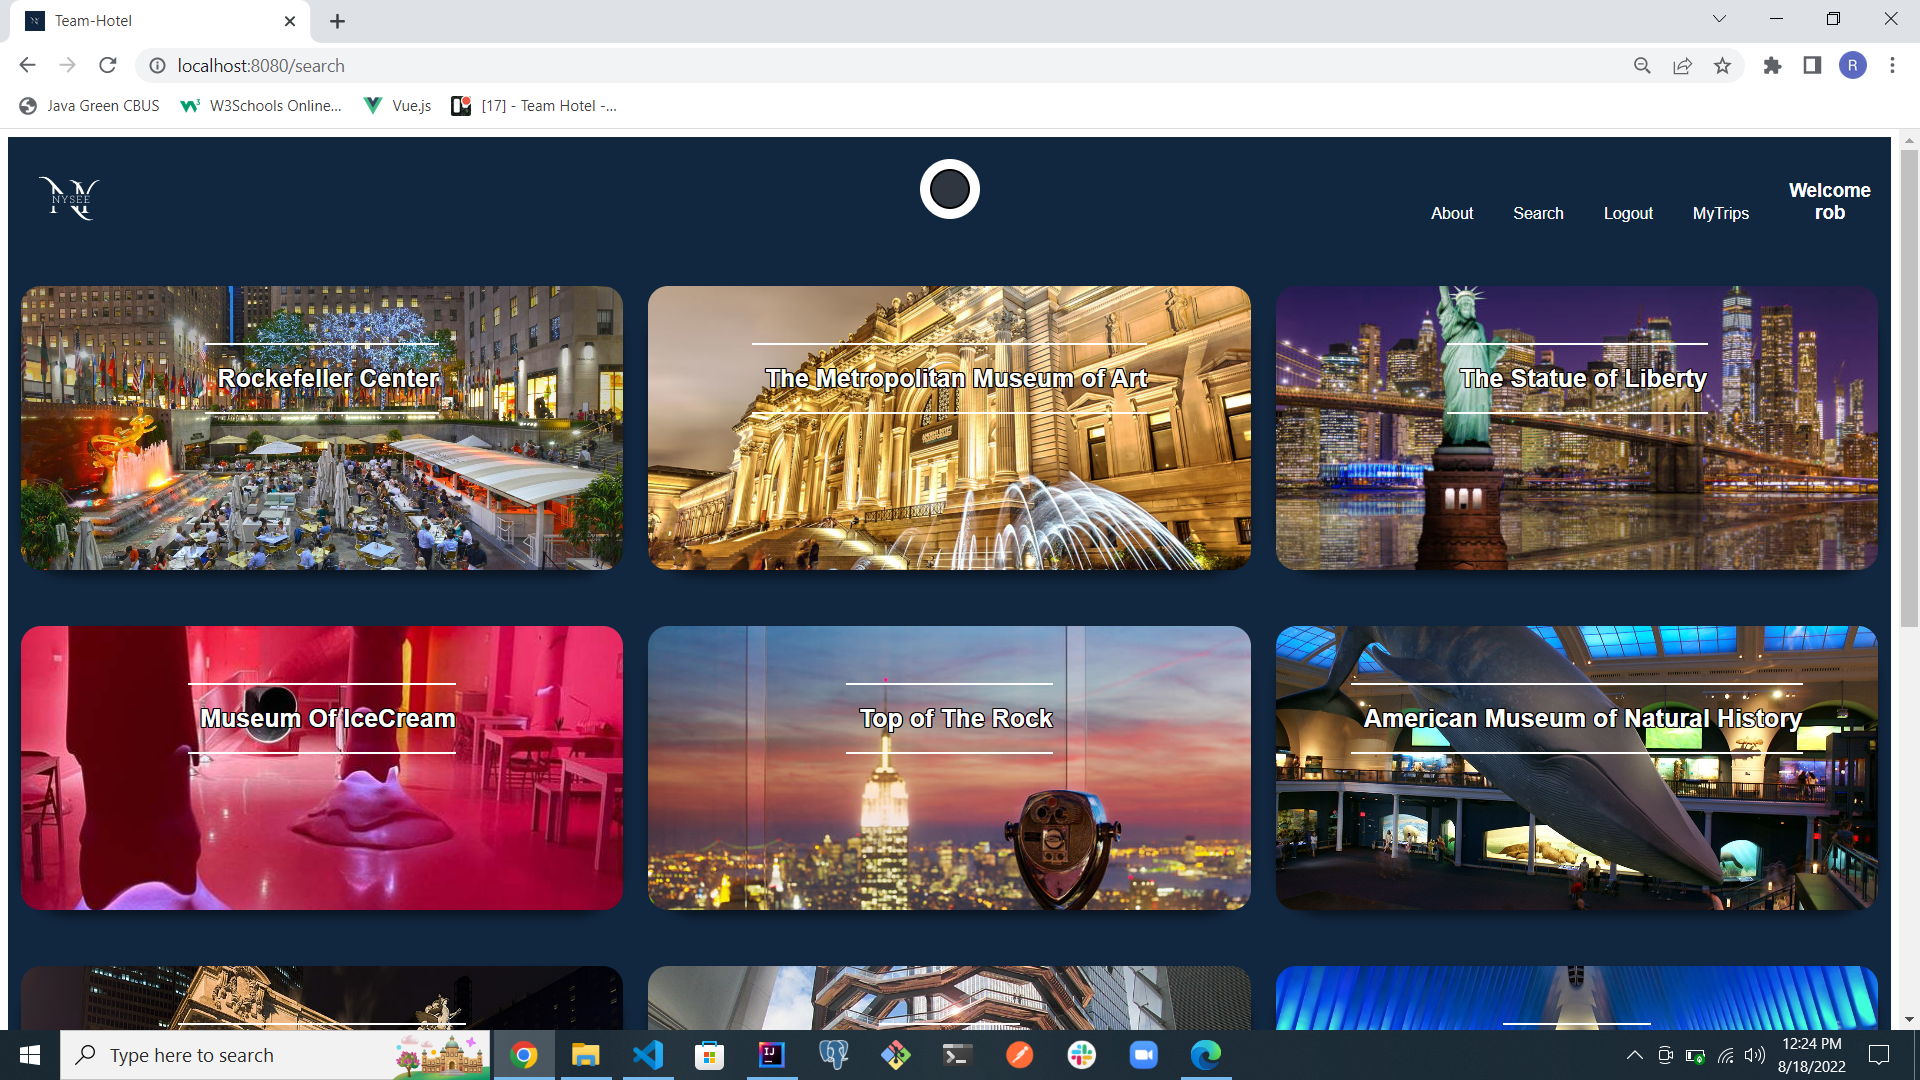 Team-Hotel
localhost:8080/search
R
Java Green CBUS
W3Schools Online...
Vue.js
[17] - Team Hotel -...
NY
NYSEE
About
Search
Logout
MyTrips
Welcome
rob
Rockefeller Center
The Metropolitan Museum of Art
The Statue of Liberty
Museum Of IceCream
Top of The Rock
American Museum of Natural History
Type here to search
IJ
12:24 PM
8/18/2022